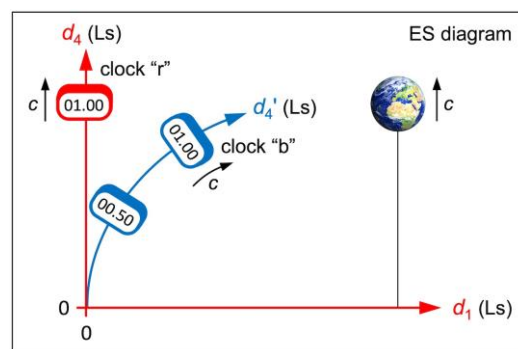 d4 (Ls)
ES diagram
clock "r"
c
01.00
d4' (Ls)
01.00
clock "b"
c
c
00.50
0
d1 (Ls)
0